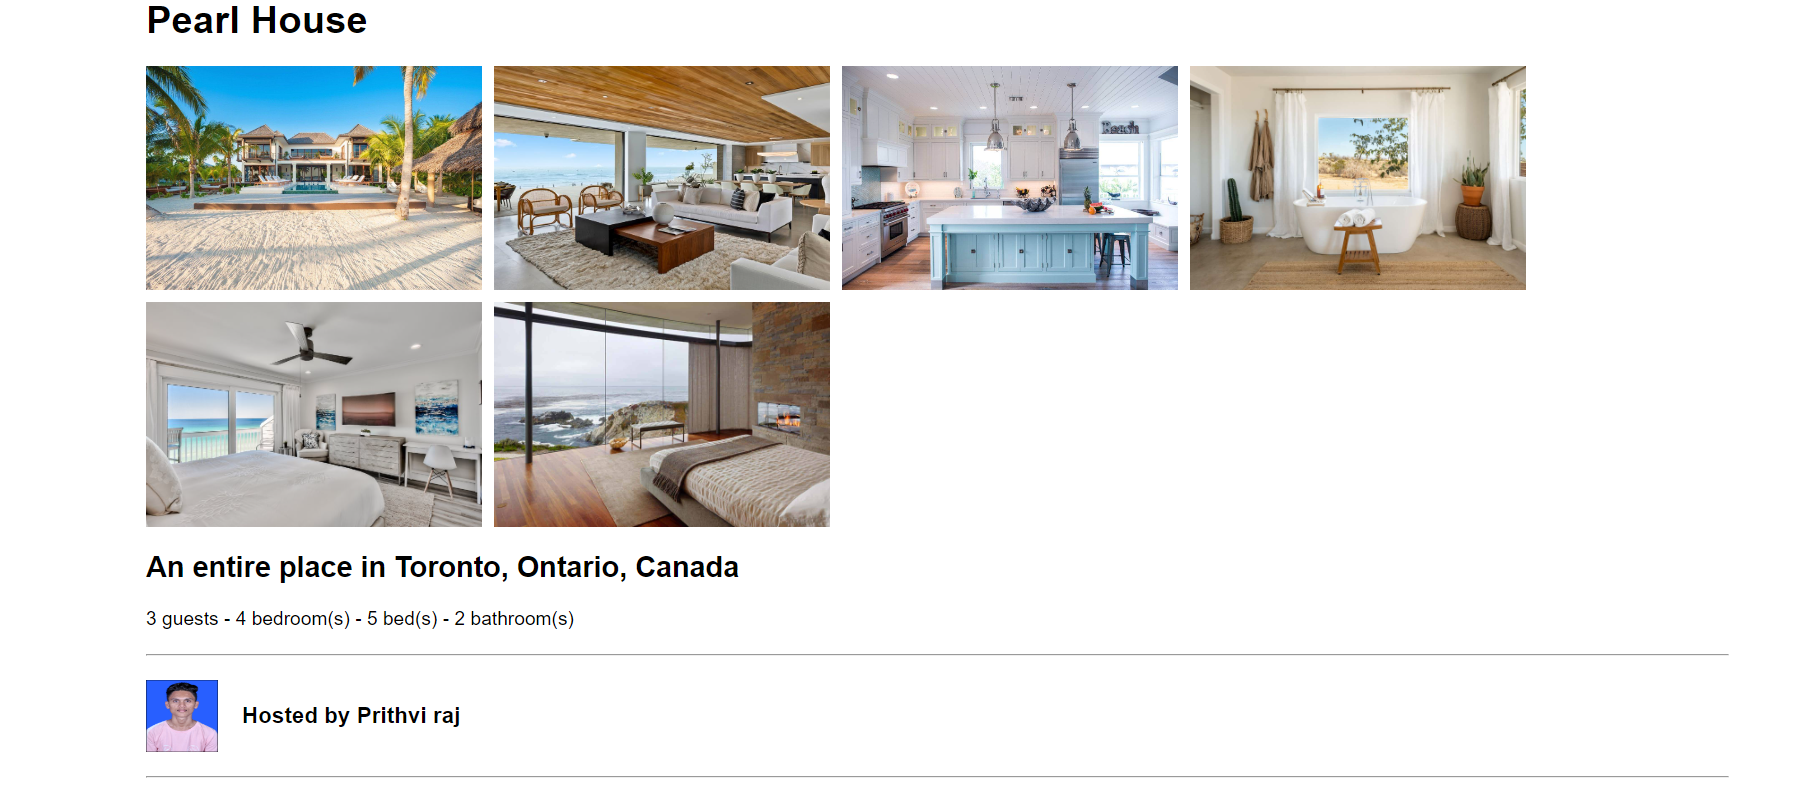 Pearl House
An entire place in Toronto, Ontario, Canada
3 guests - 4 bedroom(s) - 5 bed(s) - 2 bathroom(s)
Hosted by Prithvi raj